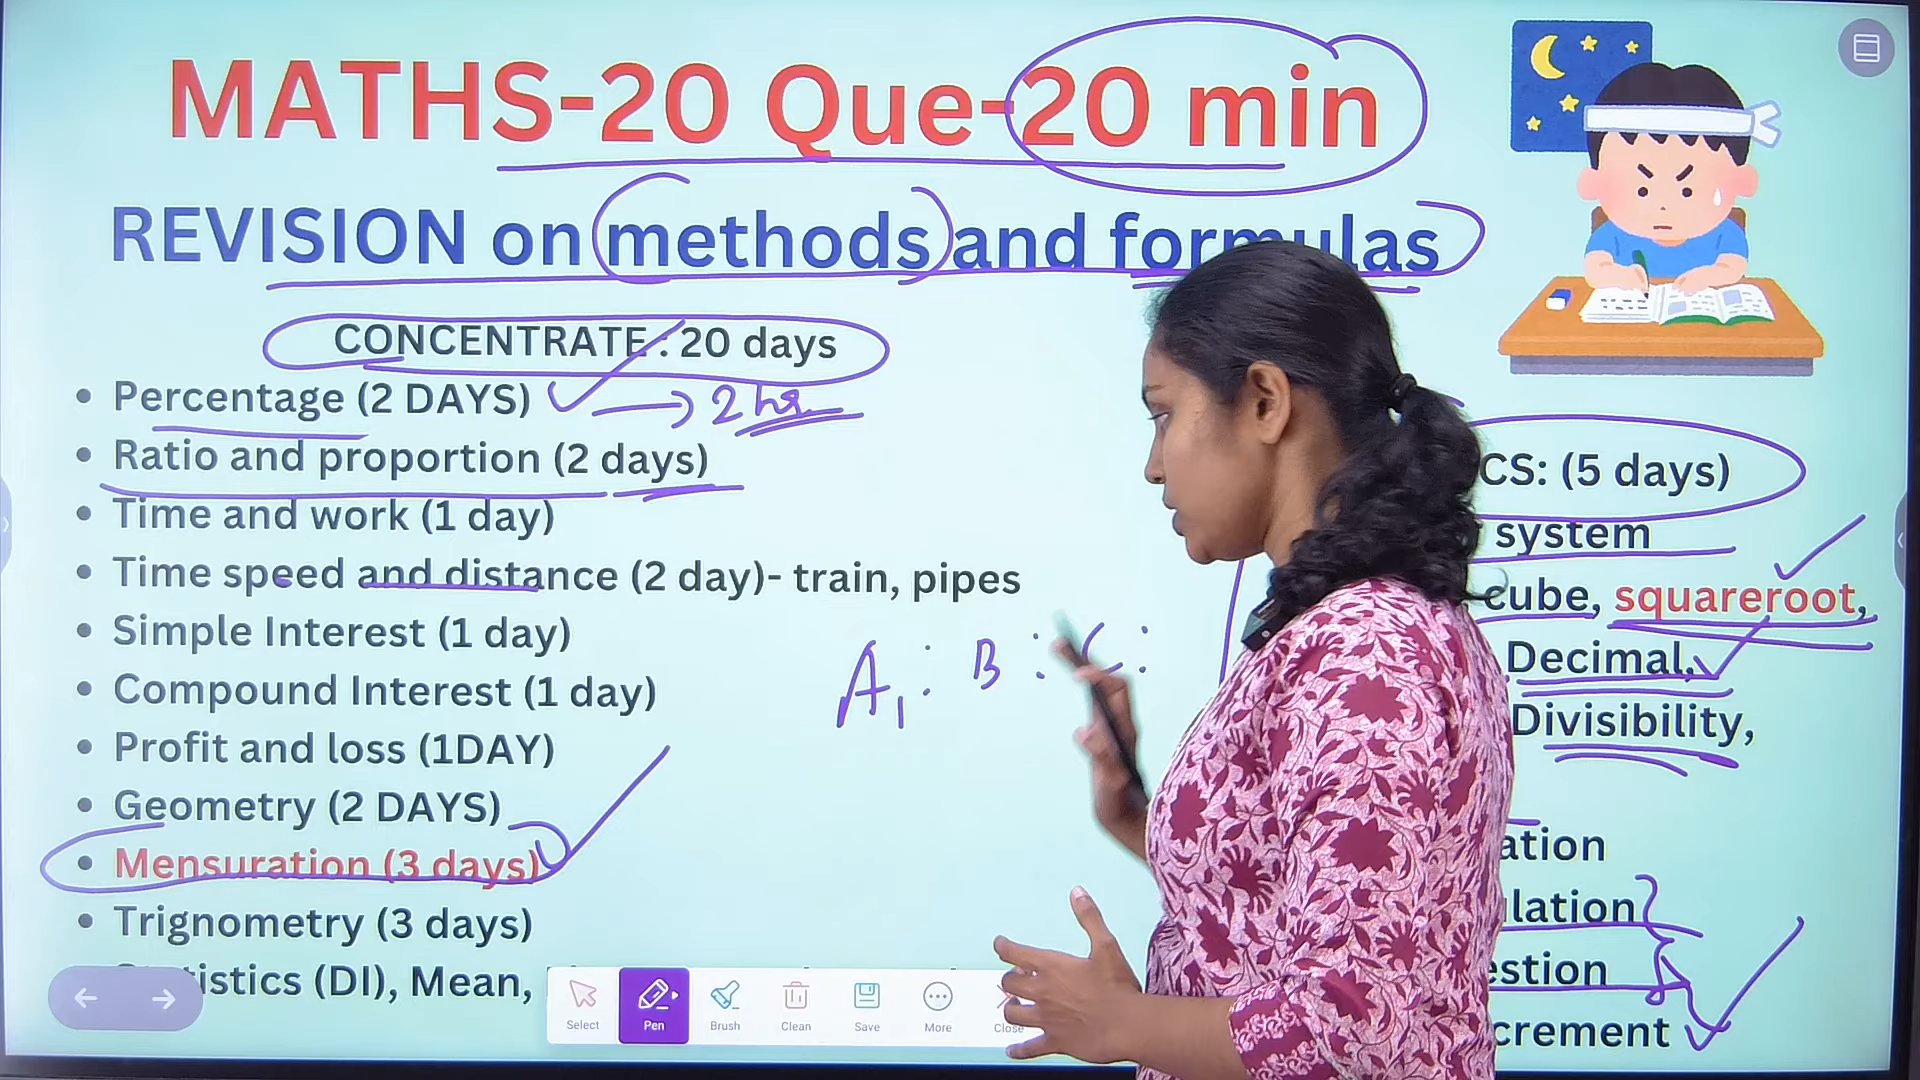 MATHS-20 Que-20 min
REVISION on methods and formulas
CONCENTRATE : 20 days
• Percentage (2 DAYS) → 2 hr
• Ratio and proportion (2 days)
• Time and work (1 day)
• Time speed and distance (2 day)- train, pipes
• Simple Interest (1 day)
• Compound Interest (1 day)
• Profit and loss (1DAY)
• Geometry (2 DAYS)
• Mensuration (3 days)
• Trignometry (3 days)
(DI), Mean,
A₁ : B : C :
CS: (5 days)
system
cube, squareroot,
Decimal,
Divisibility,
ation
lation
estion
crement
Select
Pen
Brush
Clean
Save
More
Close